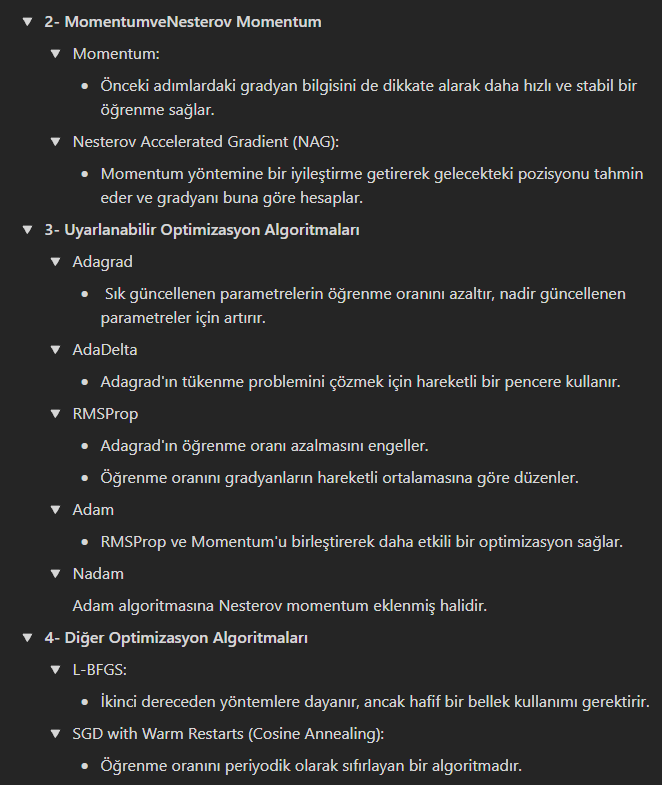 2- MomentumveNesterov Momentum
Momentum:
Önceki adımlardaki gradyan bilgisini de dikkate alarak daha hızlı ve stabil bir
öğrenme sağlar.
Nesterov Accelerated Gradient (NAG):
Momentum yöntemine bir iyileştirme getirerek gelecekteki pozisyonu tahmin
eder ve gradyanı buna göre hesaplar.
3- Uyarlanabilir Optimizasyon Algoritmaları
Adagrad
Sık güncellenen parametrelerin öğrenme oranını azaltır, nadir güncellenen
parametreler için artırır.
AdaDelta
Adagrad'ın tükenme problemini çözmek için hareketli bir pencere kullanır.
RMSProp
Adagrad'ın öğrenme oranı azalmasını engeller.
Öğrenme oranını gradyanların hareketli ortalamasına göre düzenler.
Adam
RMSProp ve Momentum'u birleştirerek daha etkili bir optimizasyon sağlar.
Nadam
Adam algoritmasına Nesterov momentum eklenmiş halidir.
4- Diğer Optimizasyon Algoritmaları
L-BFGS:
İkinci dereceden yöntemlere dayanır, ancak hafif bir bellek kullanımı gerektirir.
SGD with Warm Restarts (Cosine Annealing):
Öğrenme oranını periyodik olarak sıfırlayan bir algoritmadır.